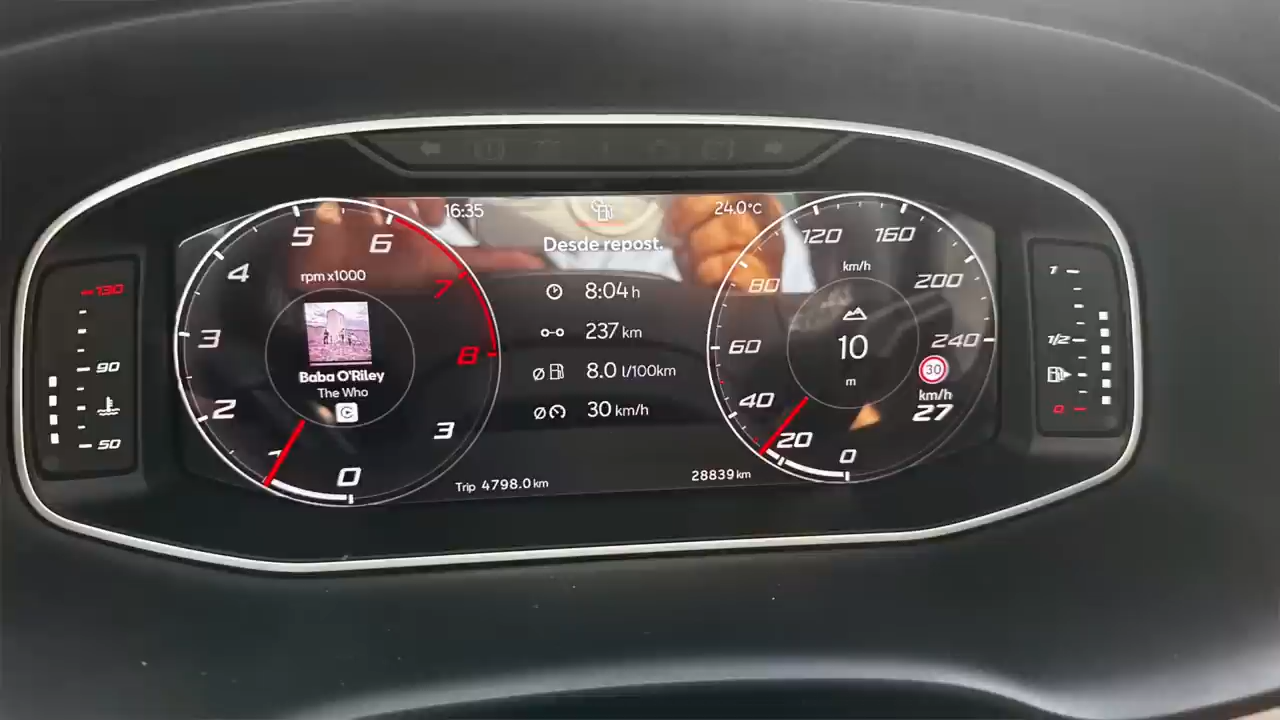 16:35
24.0°C
Desde repost.
8:04 h
237 km
8.0 l/100km
30 km/h
Trip 4798.0 km
28839 km
rpm x1000
0
1
2
3
4
5
6
7
8
Baba O'Riley
The Who
3
km/h
0
20
40
60
80
120
160
200
240
10
m
30
km/h
27
130
90
50
1
1/2
0